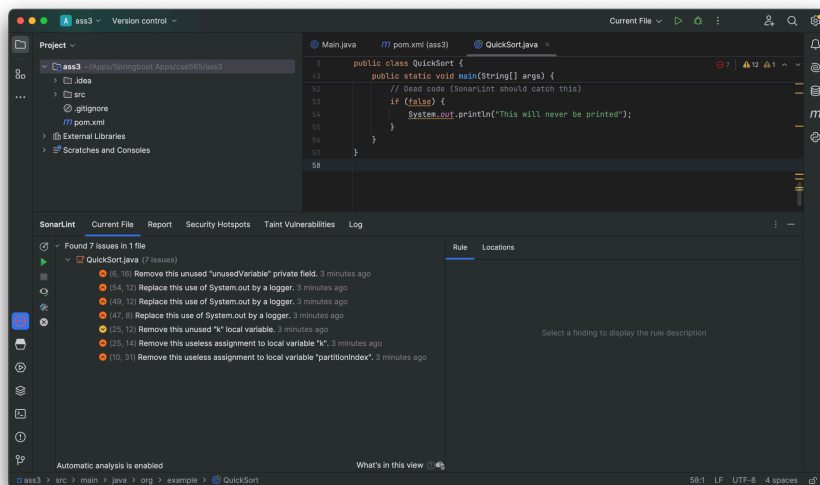 ass3
Version control
Current File
Project
ass3 ~/Apps/Springboot Apps/cse565/ass3
.idea
src
.gitignore
pom.xml
External Libraries
Scratches and Consoles
Main.java
pom.xml (ass3)
QuickSort.java
7
12
1
3 public class QuickSort {
43 public static void main(String[] args) {
52 // Dead code (SonarLint should catch this)
53 if (false) {
54 System.out.println("This will never be printed");
55 }
56 }
57 }
58
SonarLint
Current File
Report
Security Hotspots
Taint Vulnerabilities
Log
Found 7 issues in 1 file
QuickSort.java (7 issues)
(6, 16) Remove this unused "unusedVariable" private field. 3 minutes ago
(54, 12) Replace this use of System.out by a logger. 3 minutes ago
(49, 12) Replace this use of System.out by a logger. 3 minutes ago
(47, 8) Replace this use of System.out by a logger. 3 minutes ago
(25, 12) Remove this unused "k" local variable. 3 minutes ago
(25, 14) Remove this useless assignment to local variable "k". 3 minutes ago
(10, 31) Remove this useless assignment to local variable "partitionIndex". 3 minutes ago
Rule
Locations
Select a finding to display the rule description
Automatic analysis is enabled
What's in this view
ass3 > src > main > java > org > example > QuickSort
58:1 LF UTF-8 4 spaces